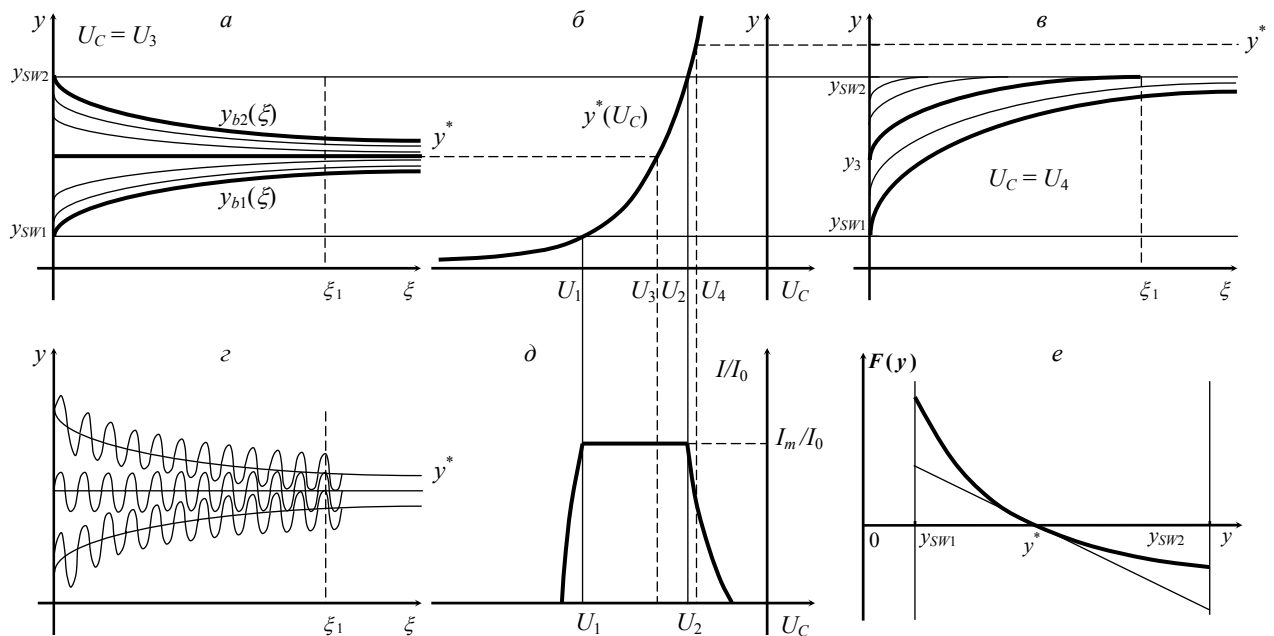 y
U_C = U_3
а
y_SW2
y_b2(ξ)
y*
y_b1(ξ)
y_SW1
ξ_1
ξ
б
y
y*(U_C)
U_1
U_3
U_2
U_4
U_C
в
y*
y_SW2
y_3
U_C = U_4
y_SW1
ξ_1
ξ
y
г
y*
ξ_1
ξ
д
I/I_0
I_m/I_0
U_1
U_2
U_C
е
F(y)
0
y_SW1
y*
y_SW2
y